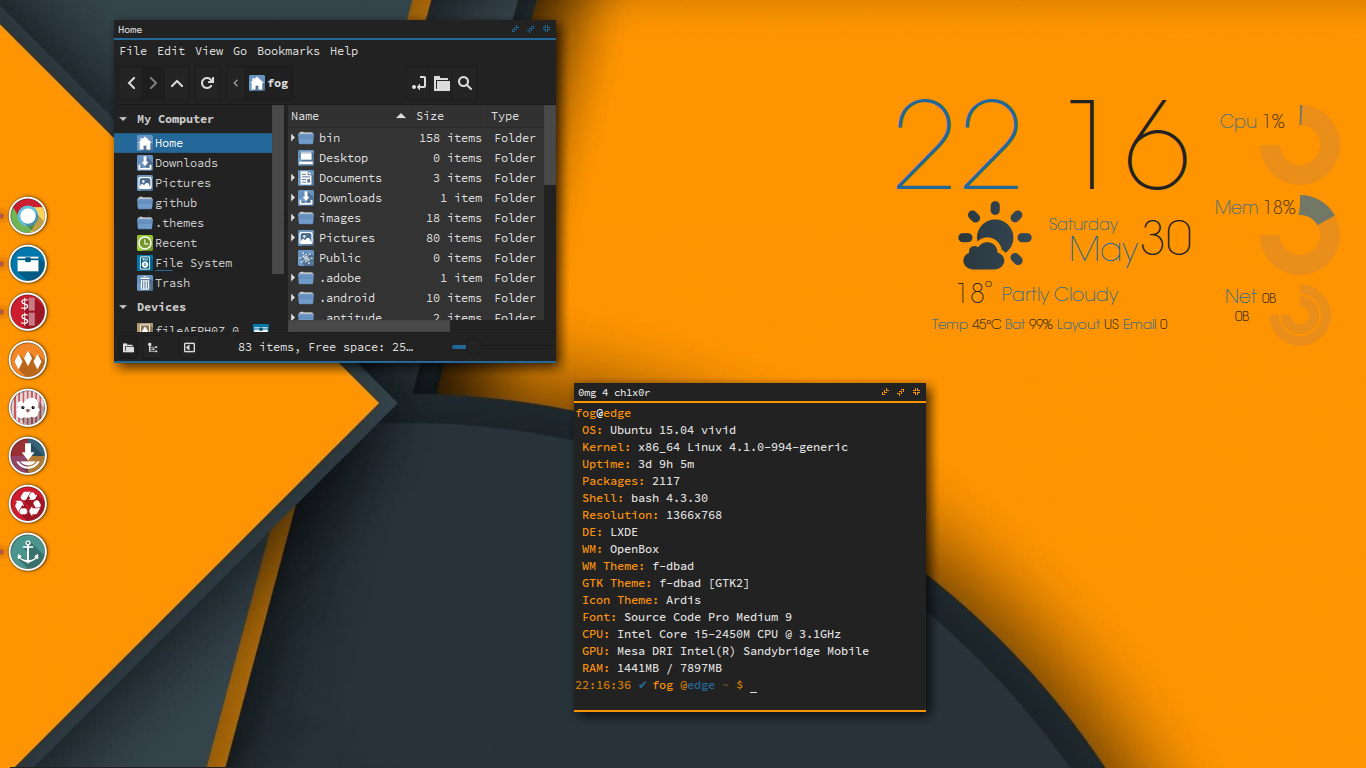 Home
File Edit View Go Bookmarks Help
fog
My Computer
Home
Downloads
Pictures
github
.themes
Recent
File System
Trash
Devices
Name Size Type
bin 158 items Folder
Desktop 0 items Folder
Documents 3 items Folder
Downloads 1 item Folder
images 18 items Folder
Pictures 80 items Folder
Public 0 items Folder
.adobe 1 item Folder
.android 10 items Folder
.aptitude 2 items Folder
83 items, Free space: 25…
22 16
Saturday
May 30
18° Partly Cloudy
Temp 45°C Bat 99% Layout US Email 0
Cpu 1%
Mem 18%
Net 0B
0B
$
$
0mg 4 ch1x0r
fog@edge
OS: Ubuntu 15.04 vivid
Kernel: x86_64 Linux 4.1.0-994-generic
Uptime: 3d 9h 5m
Packages: 2117
Shell: bash 4.3.30
Resolution: 1366x768
DE: LXDE
WM: OpenBox
WM Theme: f-dbad
GTK Theme: f-dbad [GTK2]
Icon Theme: Ardis
Font: Source Code Pro Medium 9
CPU: Intel Core i5-2450M CPU @ 3.1GHz
GPU: Mesa DRI Intel(R) Sandybridge Mobile
RAM: 1441MB / 7897MB
22:16:36 ✔ fog @edge ~ $ _